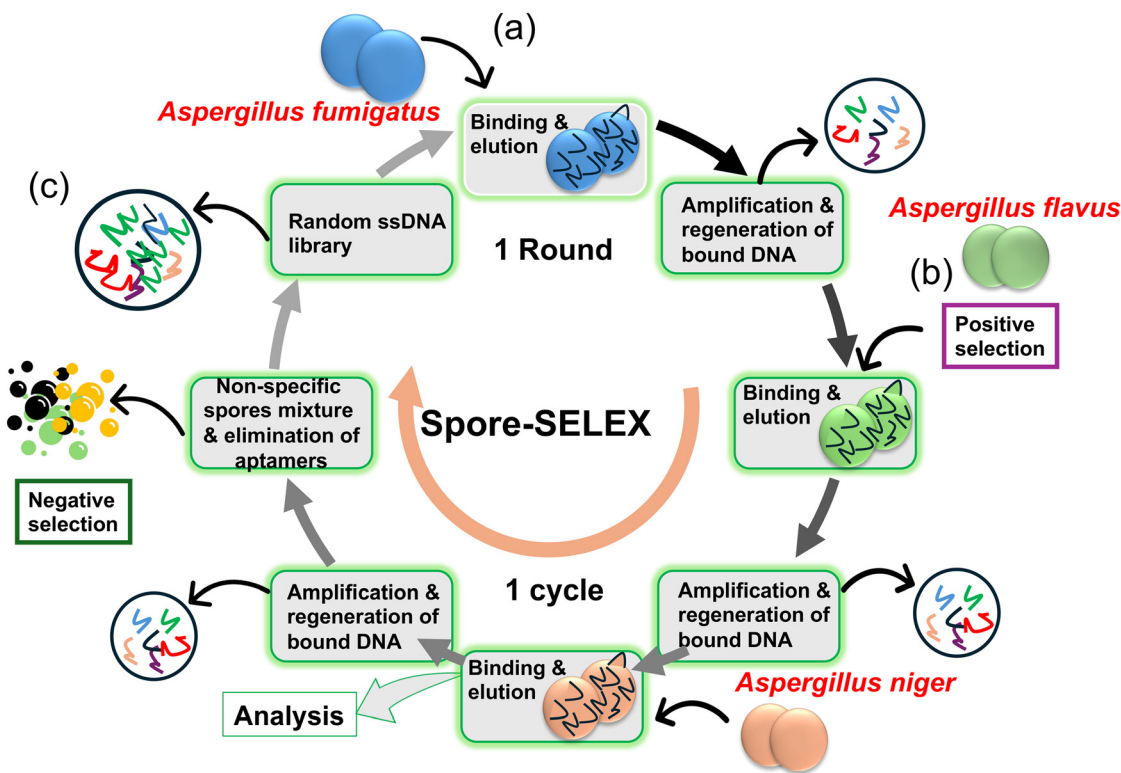 (a)
Aspergillus fumigatus
Binding &
elution
(c)
Random ssDNA
library
1 Round
Amplification &
regeneration of
bound DNA
Aspergillus flavus
(b)
Positive
selection
Binding &
elution
Non-specific
spores mixture
& elimination of
aptamers
Spore-SELEX
Negative
selection
1 cycle
Amplification &
regeneration of
bound DNA
Amplification &
regeneration of
bound DNA
Binding &
elution
Aspergillus niger
Analysis